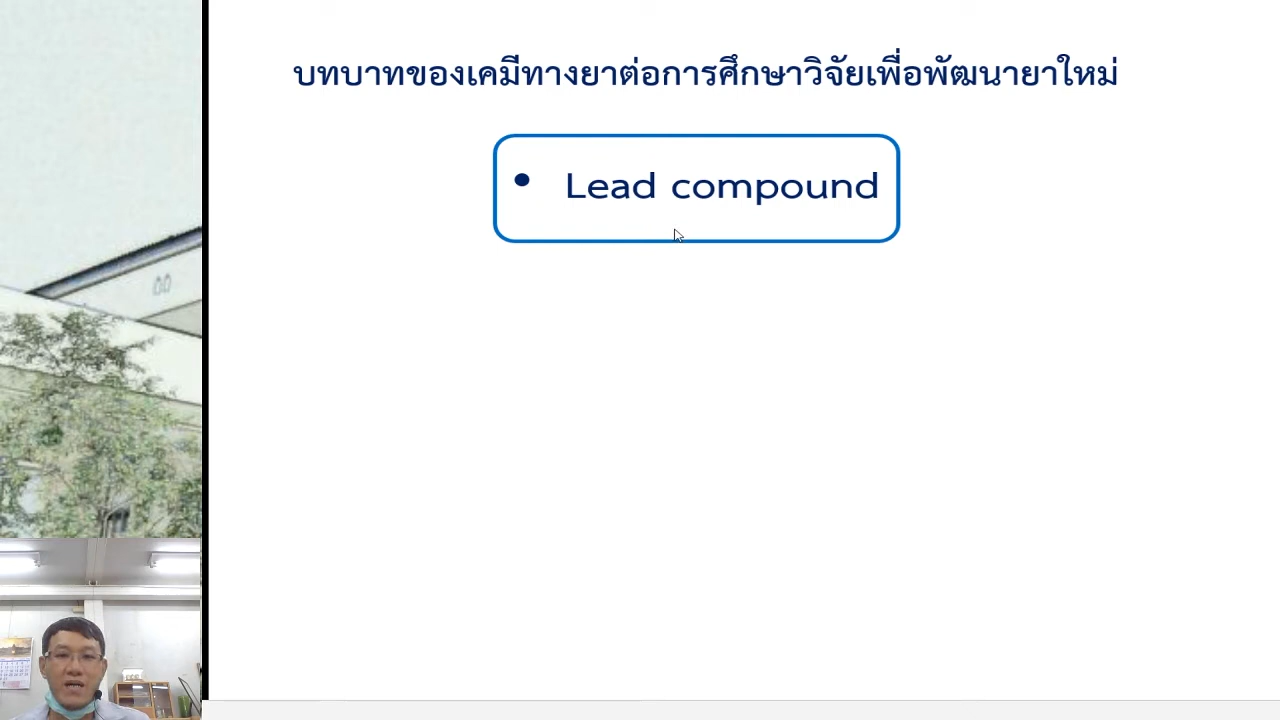 บทบาทของเคมีทางยาต่อการศึกษาวิจัยเพื่อพัฒนายาใหม่
• Lead compound